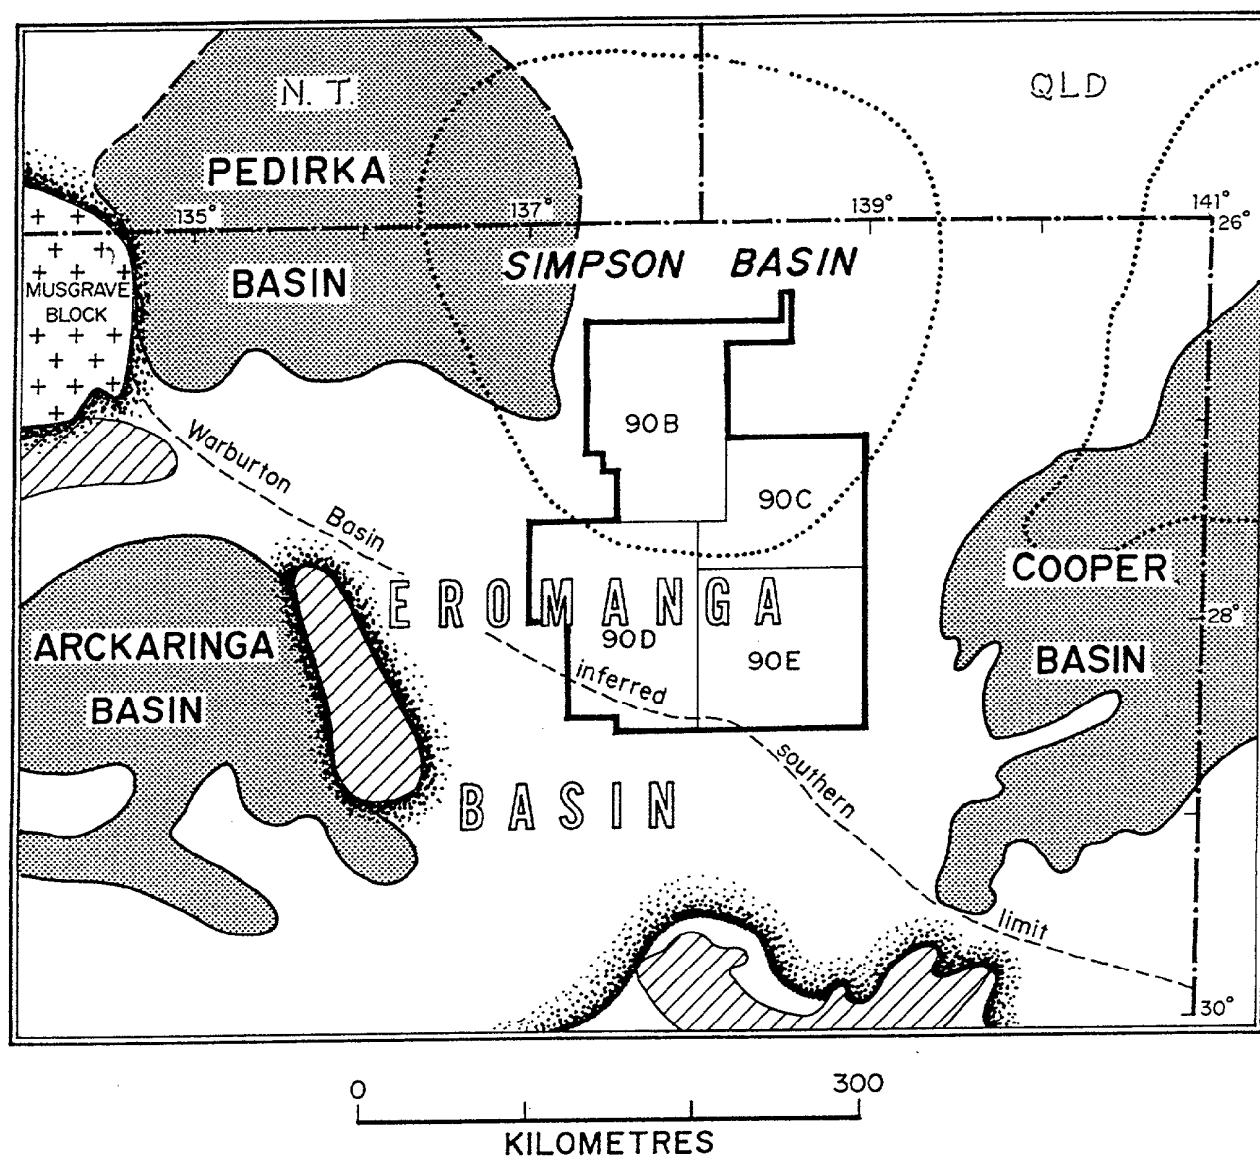 N. T.
QLD
PEDIRKA
135°
137°
139°
141°
26°
SIMPSON BASIN
BASIN
MUSGRAVE
BLOCK
90B
Warburton
90C
Basin
COOPER
EROMANGA
28°
90D
ARCKARINGA
90E
BASIN
inferred
BASIN
southern
BASIN
limit
30°
0
300
KILOMETRES